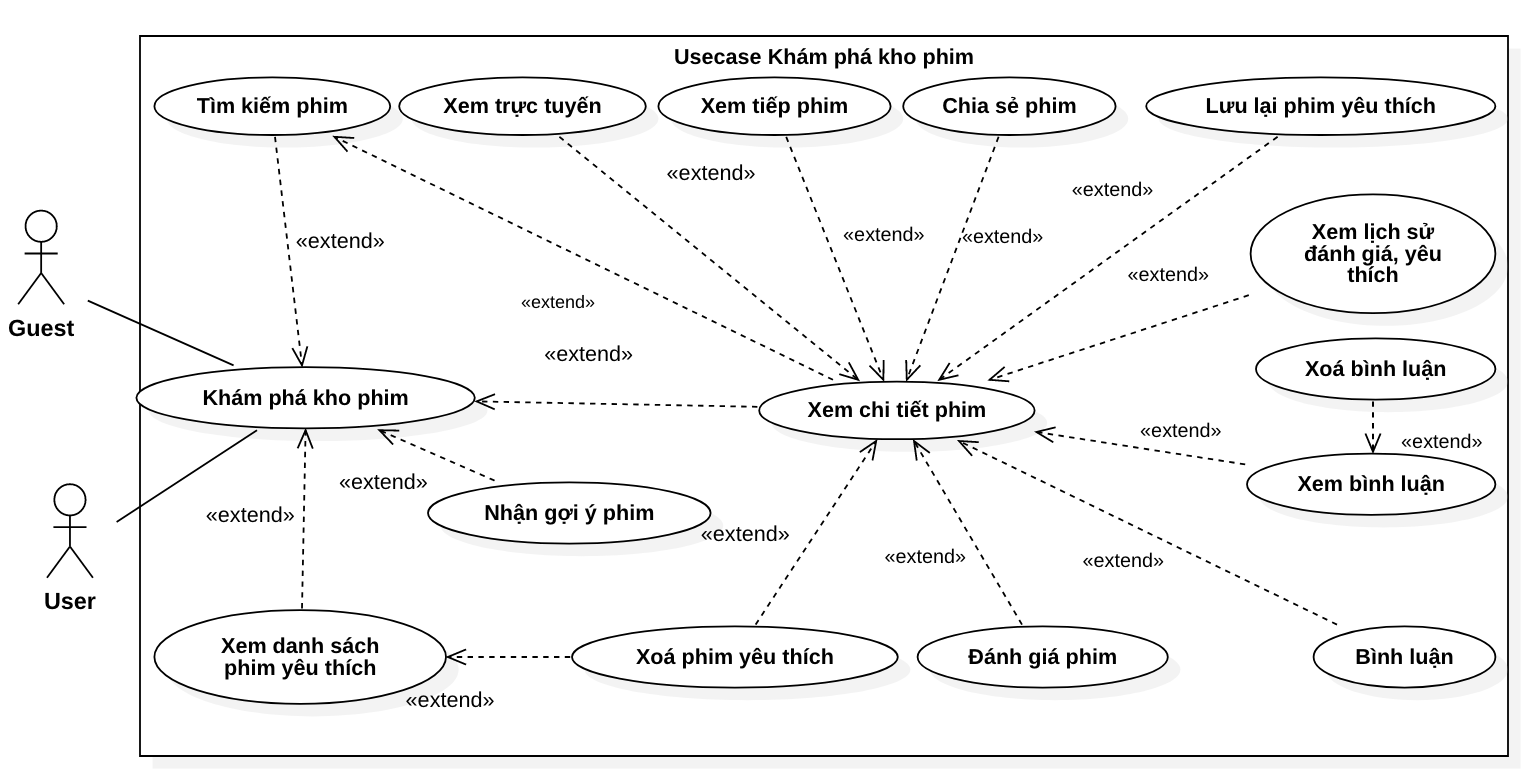 Usecase Khám phá kho phim
Tìm kiếm phim
Xem trực tuyến
Xem tiếp phim
Chia sẻ phim
Lưu lại phim yêu thích
«extend»
«extend»
«extend»
«extend»
«extend»
Xem lịch sử
đánh giá, yêu
thích
«extend»
«extend»
Guest
«extend»
Xoá bình luận
Khám phá kho phim
Xem chi tiết phim
«extend»
«extend»
«extend»
Xem bình luận
Nhận gợi ý phim
«extend»
«extend»
«extend»
«extend»
User
Xem danh sách
phim yêu thích
Xoá phim yêu thích
Đánh giá phim
Bình luận
«extend»